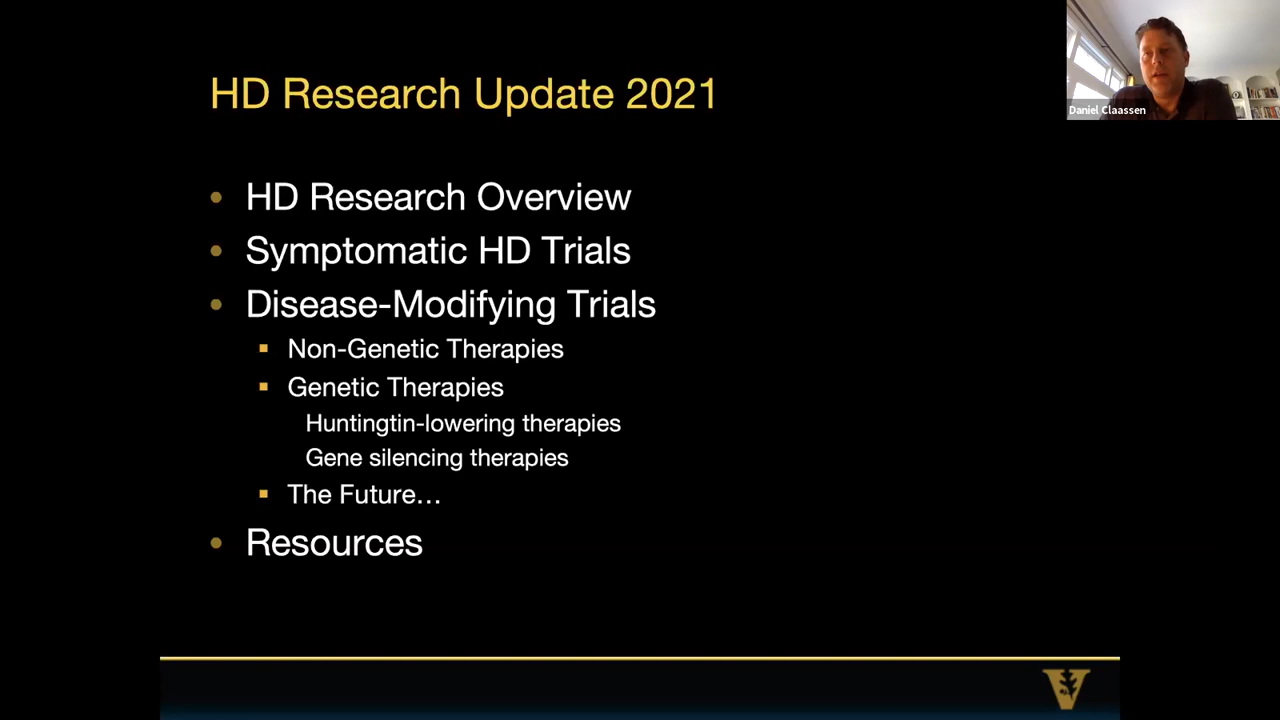 HD Research Update 2021
Daniel Claassen
• HD Research Overview
• Symptomatic HD Trials
• Disease-Modifying Trials
▪ Non-Genetic Therapies
▪ Genetic Therapies
Huntingtin-lowering therapies
Gene silencing therapies
▪ The Future…
• Resources
V